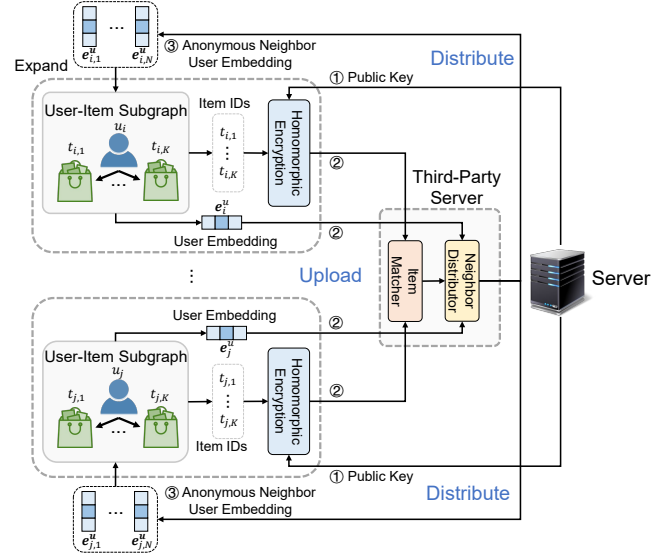 e^u_{i,1} ... e^u_{i,N}
③ Anonymous Neighbor
User Embedding
Distribute
Expand
① Public Key
User-Item Subgraph
Item IDs
u_i
t_{i,1} t_{i,K}
...
t_{i,1}
⋮
t_{i,K}
Homomorphic
Encryption
②
Third-Party
Server
e^u_i
User Embedding
②
Item
Matcher
Neighbor
Distributor
Server
⋮
Upload
User Embedding
e^u_j
②
User-Item Subgraph
u_j
t_{j,1} t_{j,K}
...
t_{j,1}
⋮
t_{j,K}
Item IDs
Homomorphic
Encryption
②
① Public Key
③ Anonymous Neighbor
User Embedding
Distribute
e^u_{j,1} ... e^u_{j,N}